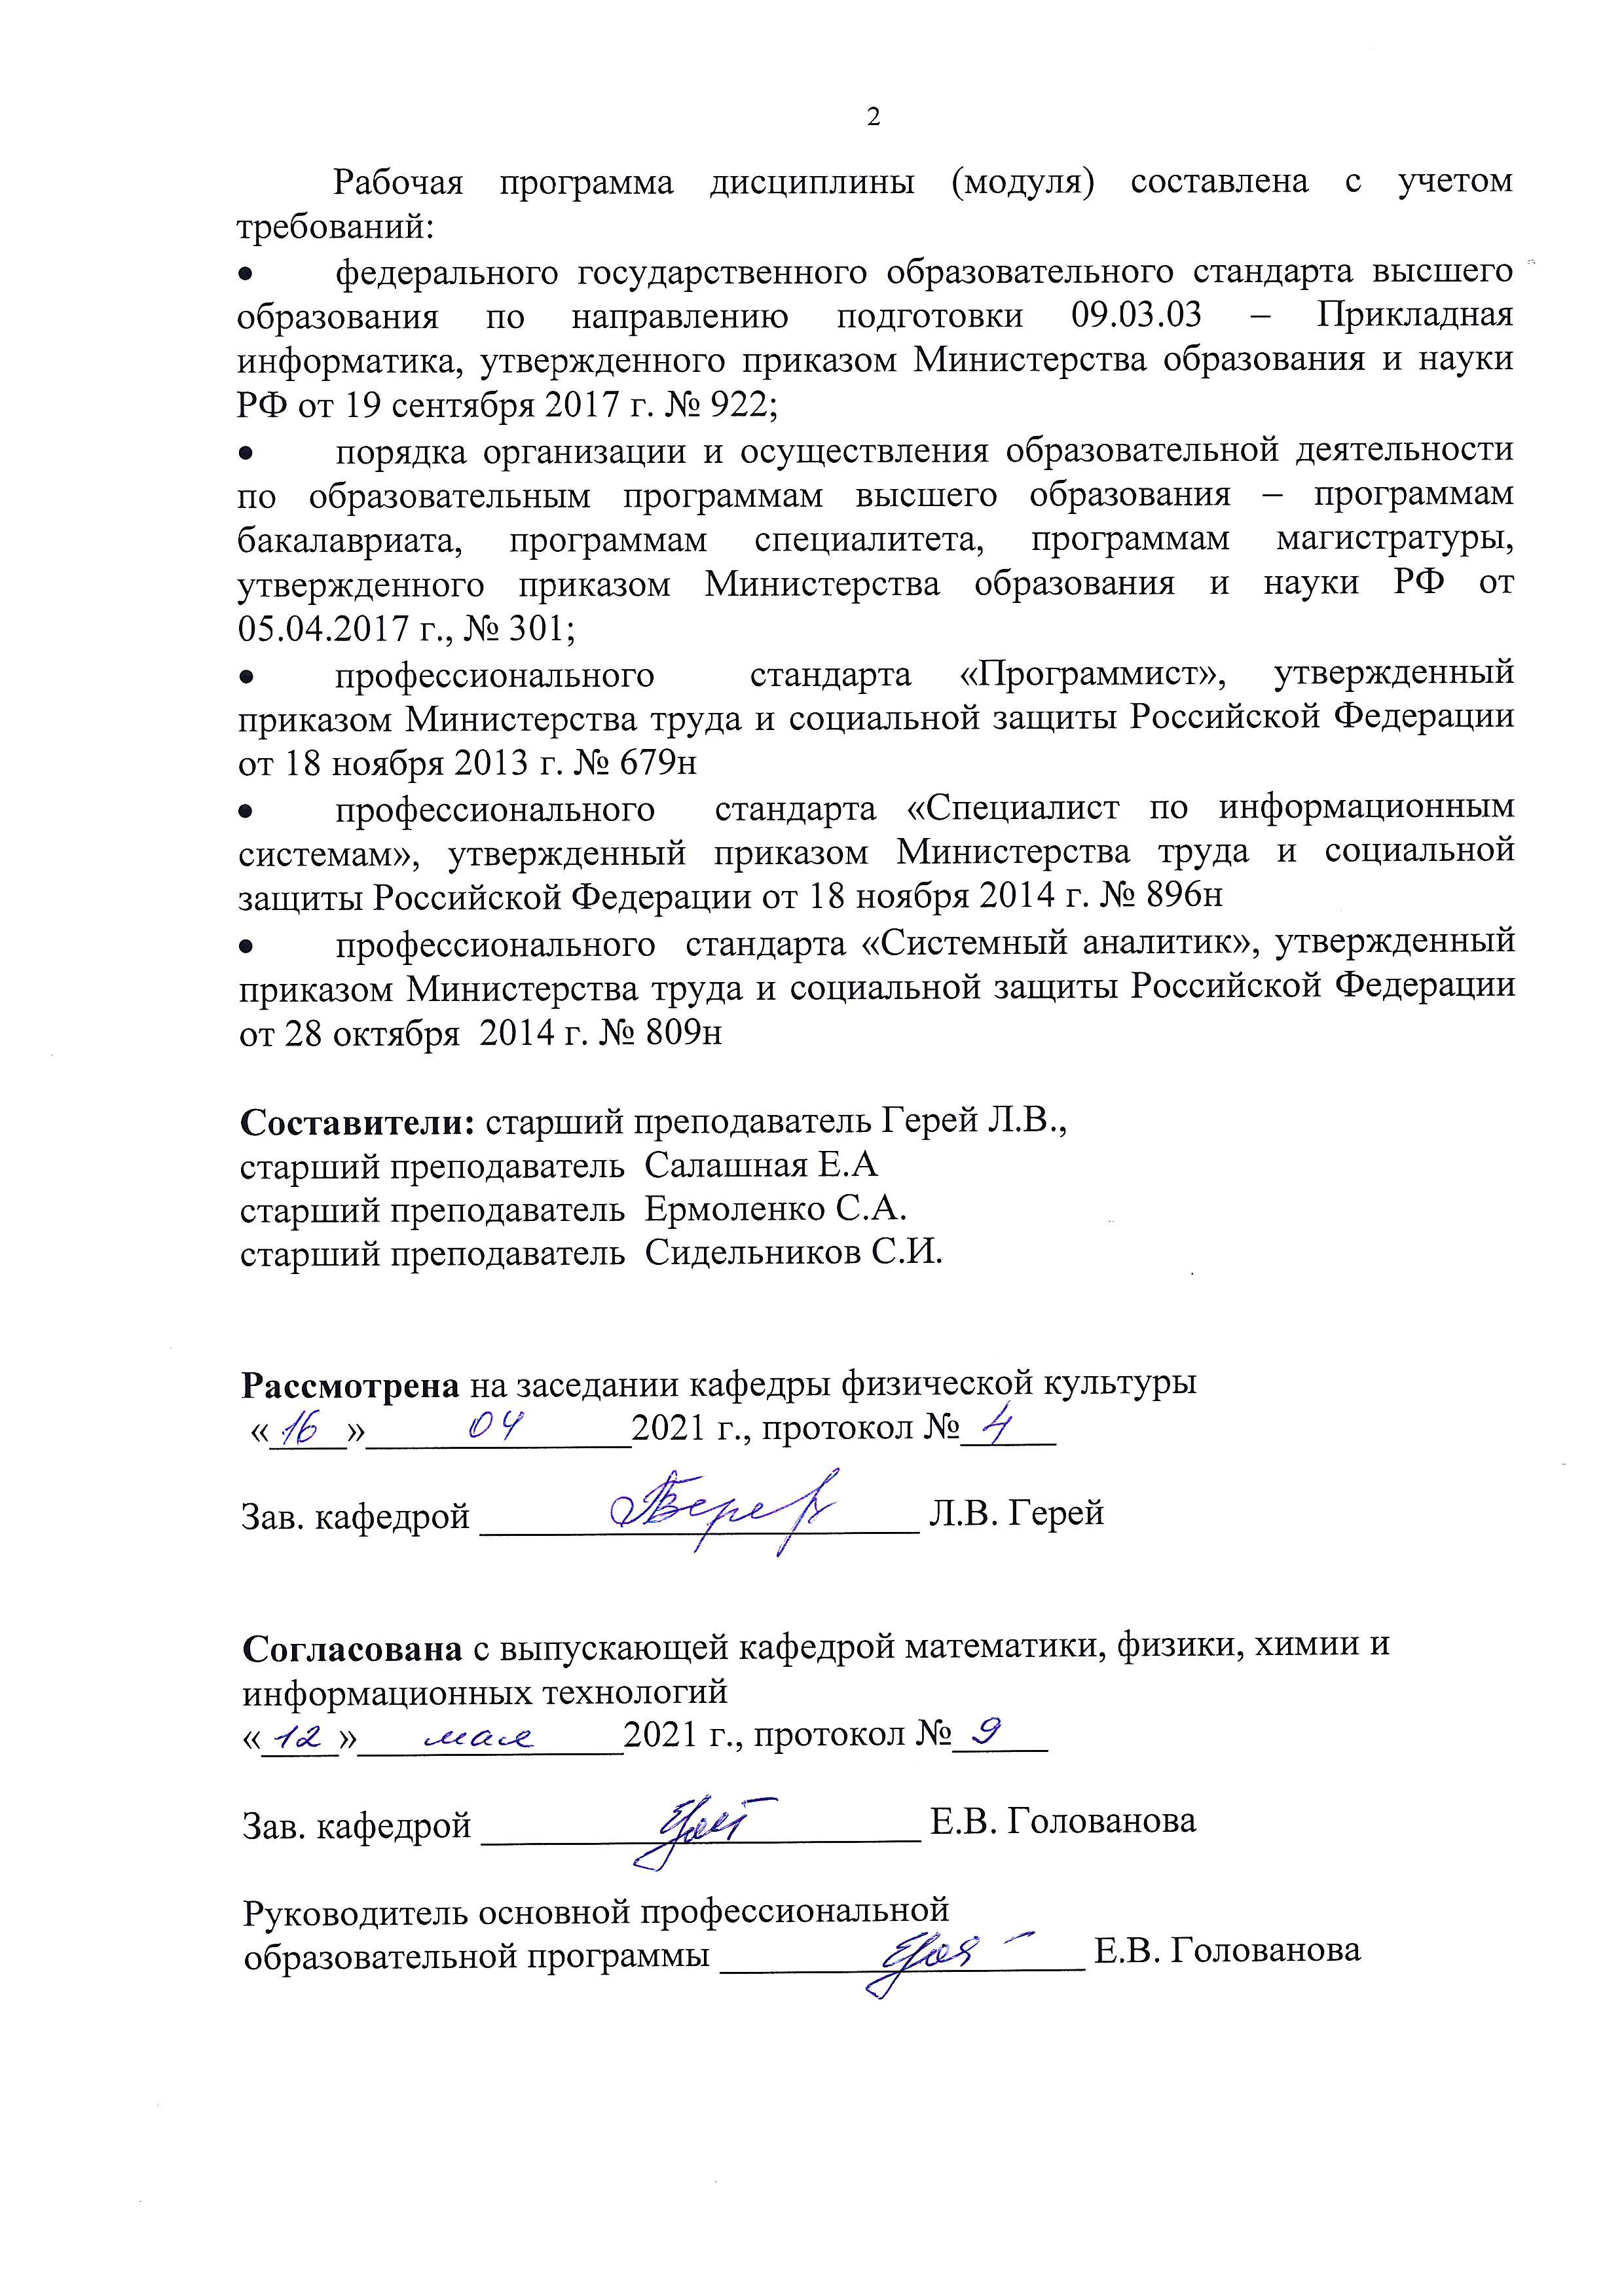 2
Рабочая программа дисциплины (модуля) составлена с учетом
требований:
• федерального государственного образовательного стандарта высшего
образования по направлению подготовки 09.03.03 – Прикладная
информатика, утвержденного приказом Министерства образования и науки
РФ от 19 сентября 2017 г. № 922;
• порядка организации и осуществления образовательной деятельности
по образовательным программам высшего образования – программам
бакалавриата, программам специалитета, программам магистратуры,
утвержденного приказом Министерства образования и науки РФ от
05.04.2017 г., № 301;
• профессионального стандарта «Программист», утвержденный
приказом Министерства труда и социальной защиты Российской Федерации
от 18 ноября 2013 г. № 679н
• профессионального стандарта «Специалист по информационным
системам», утвержденный приказом Министерства труда и социальной
защиты Российской Федерации от 18 ноября 2014 г. № 896н
• профессионального стандарта «Системный аналитик», утвержденный
приказом Министерства труда и социальной защиты Российской Федерации
от 28 октября 2014 г. № 809н
Составители: старший преподаватель Герей Л.В.,
старший преподаватель Салашная Е.А
старший преподаватель Ермоленко С.А.
старший преподаватель Сидельников С.И.
Рассмотрена на заседании кафедры физической культуры
«16» 04 2021 г., протокол № 4
Зав. кафедрой Л.В. Герей
Согласована с выпускающей кафедрой математики, физики, химии и
информационных технологий
«12» мая 2021 г., протокол № 9
Зав. кафедрой Е.В. Голованова
Руководитель основной профессиональной
образовательной программы Е.В. Голованова